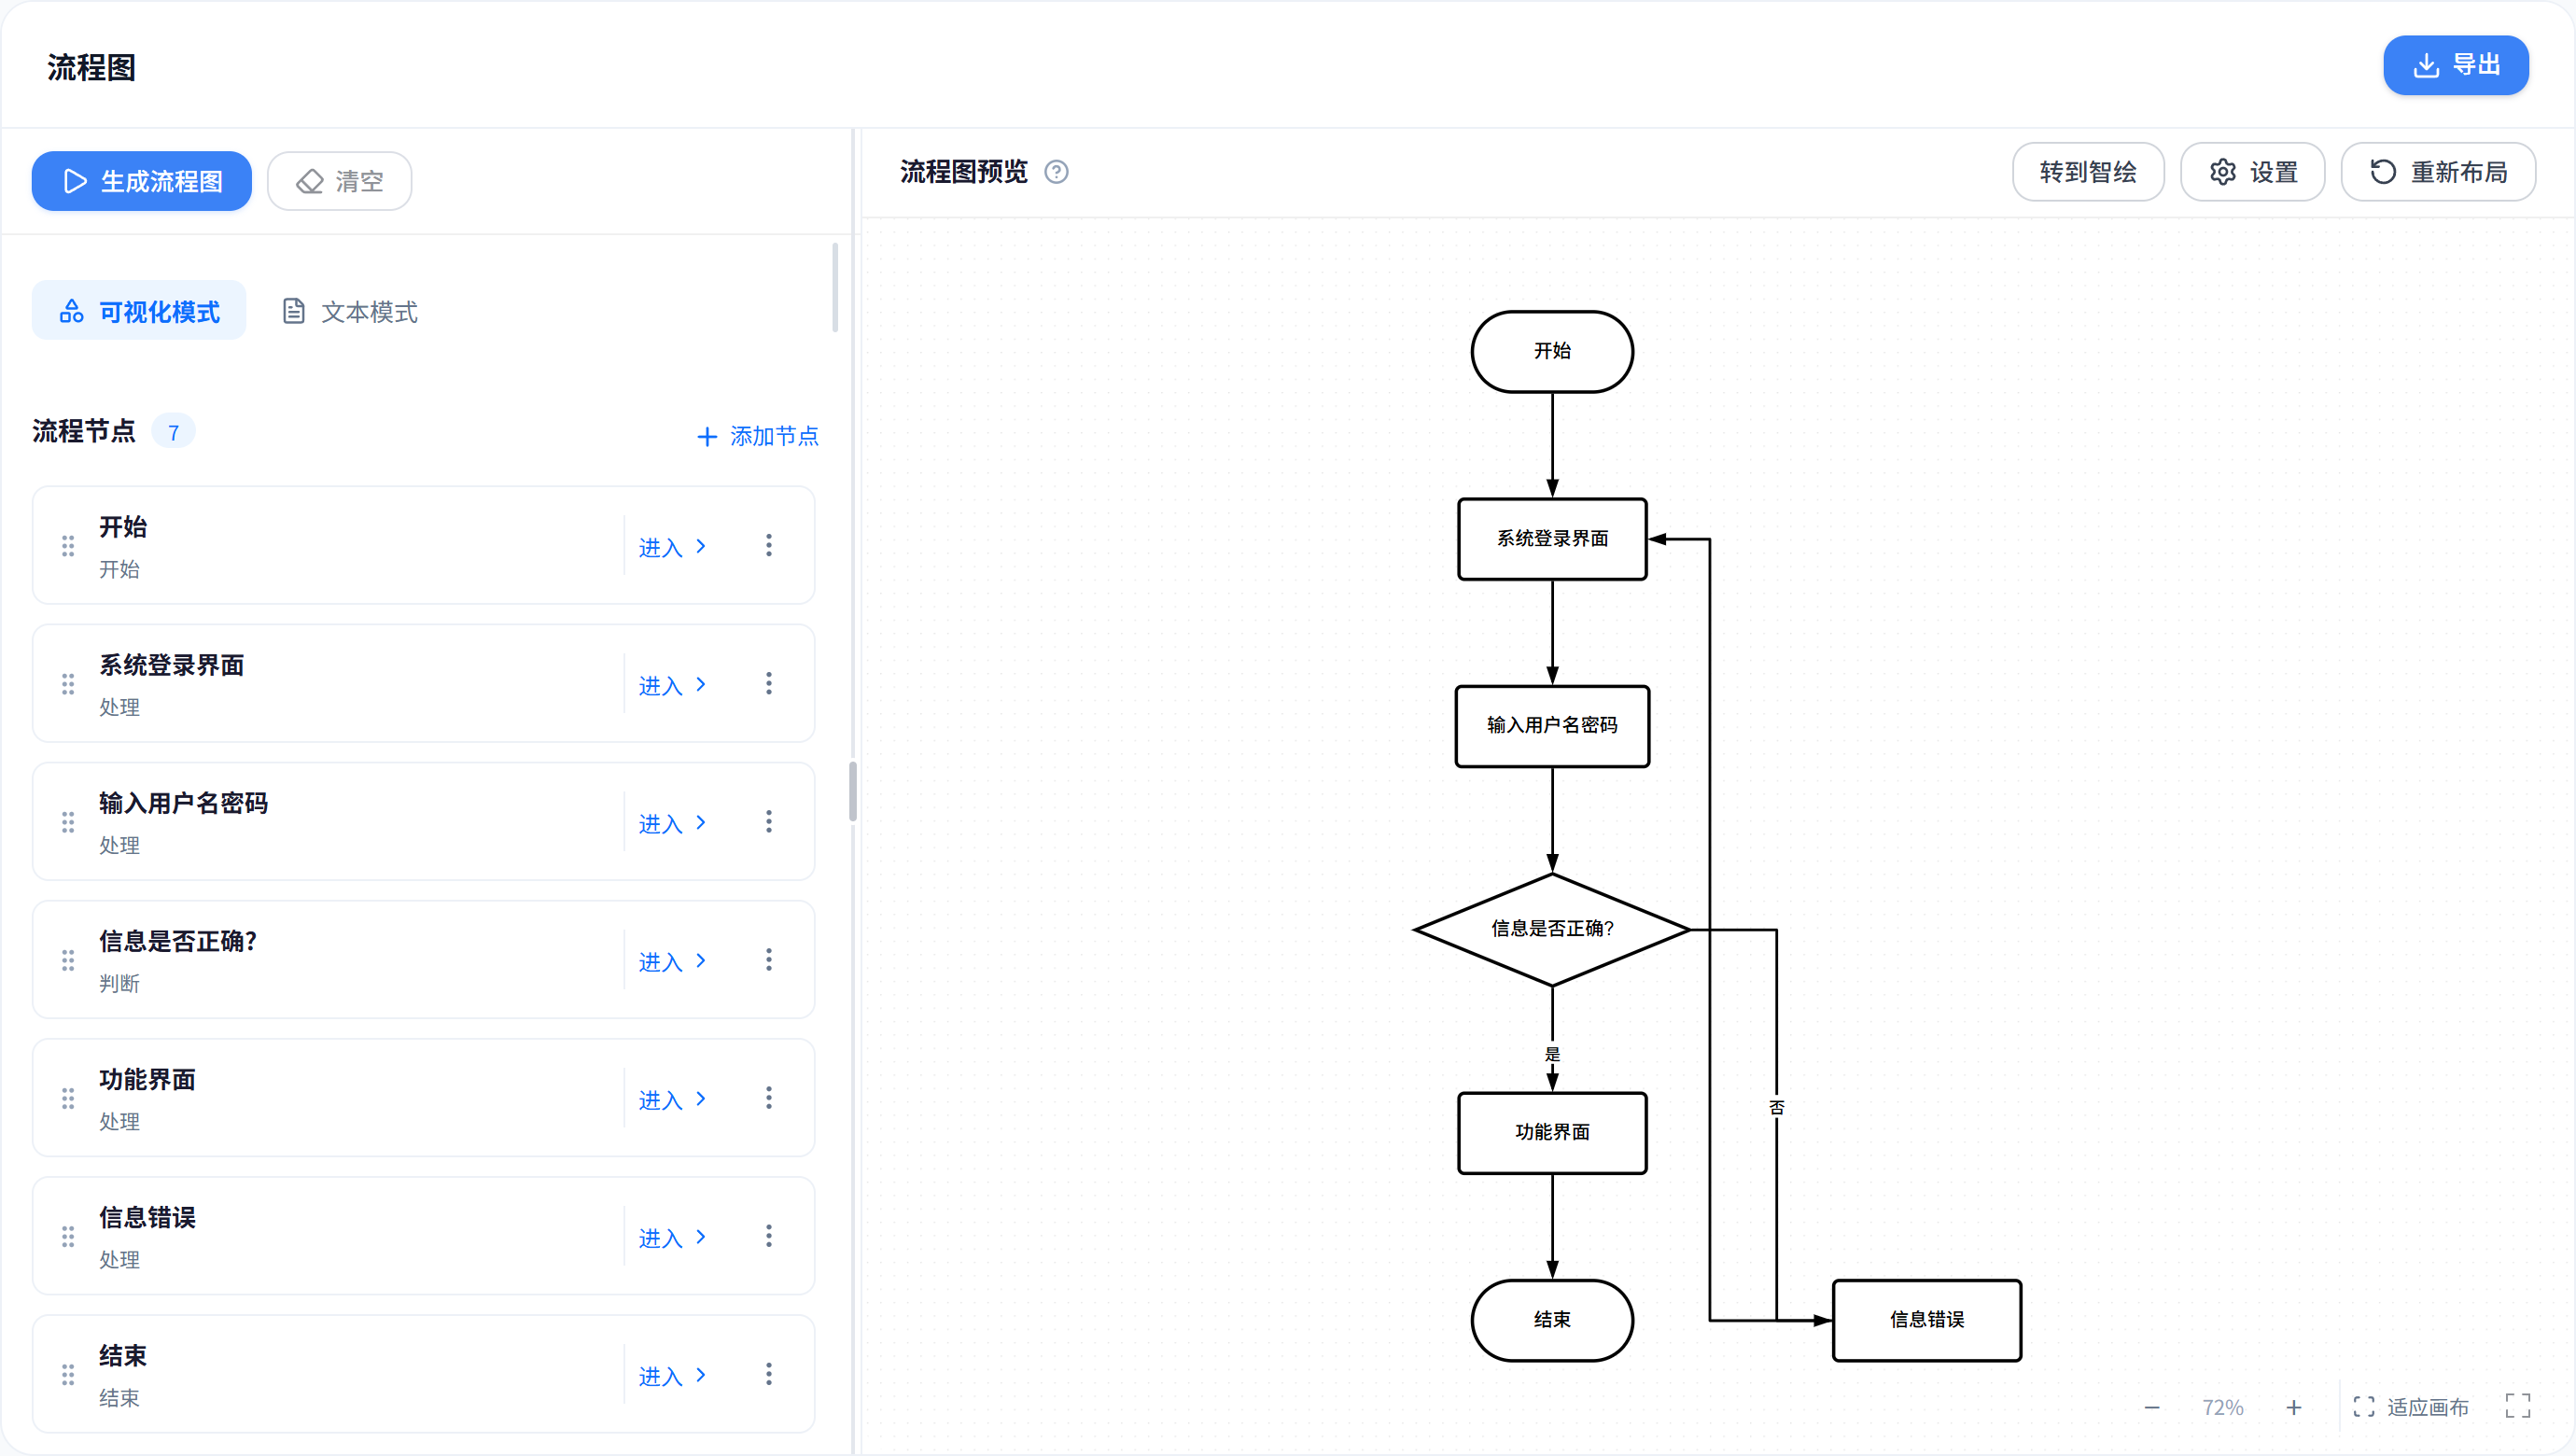 流程图
导出
生成流程图
清空
可视化模式
文本模式
流程节点 7
添加节点
开始
开始
进入
系统登录界面
处理
进入
输入用户名密码
处理
进入
信息是否正确?
判断
进入
功能界面
处理
进入
信息错误
处理
进入
结束
结束
进入
流程图预览
转到智绘
设置
重新布局
开始
系统登录界面
输入用户名密码
信息是否正确?
是
否
功能界面
结束
信息错误
72%
适应画布